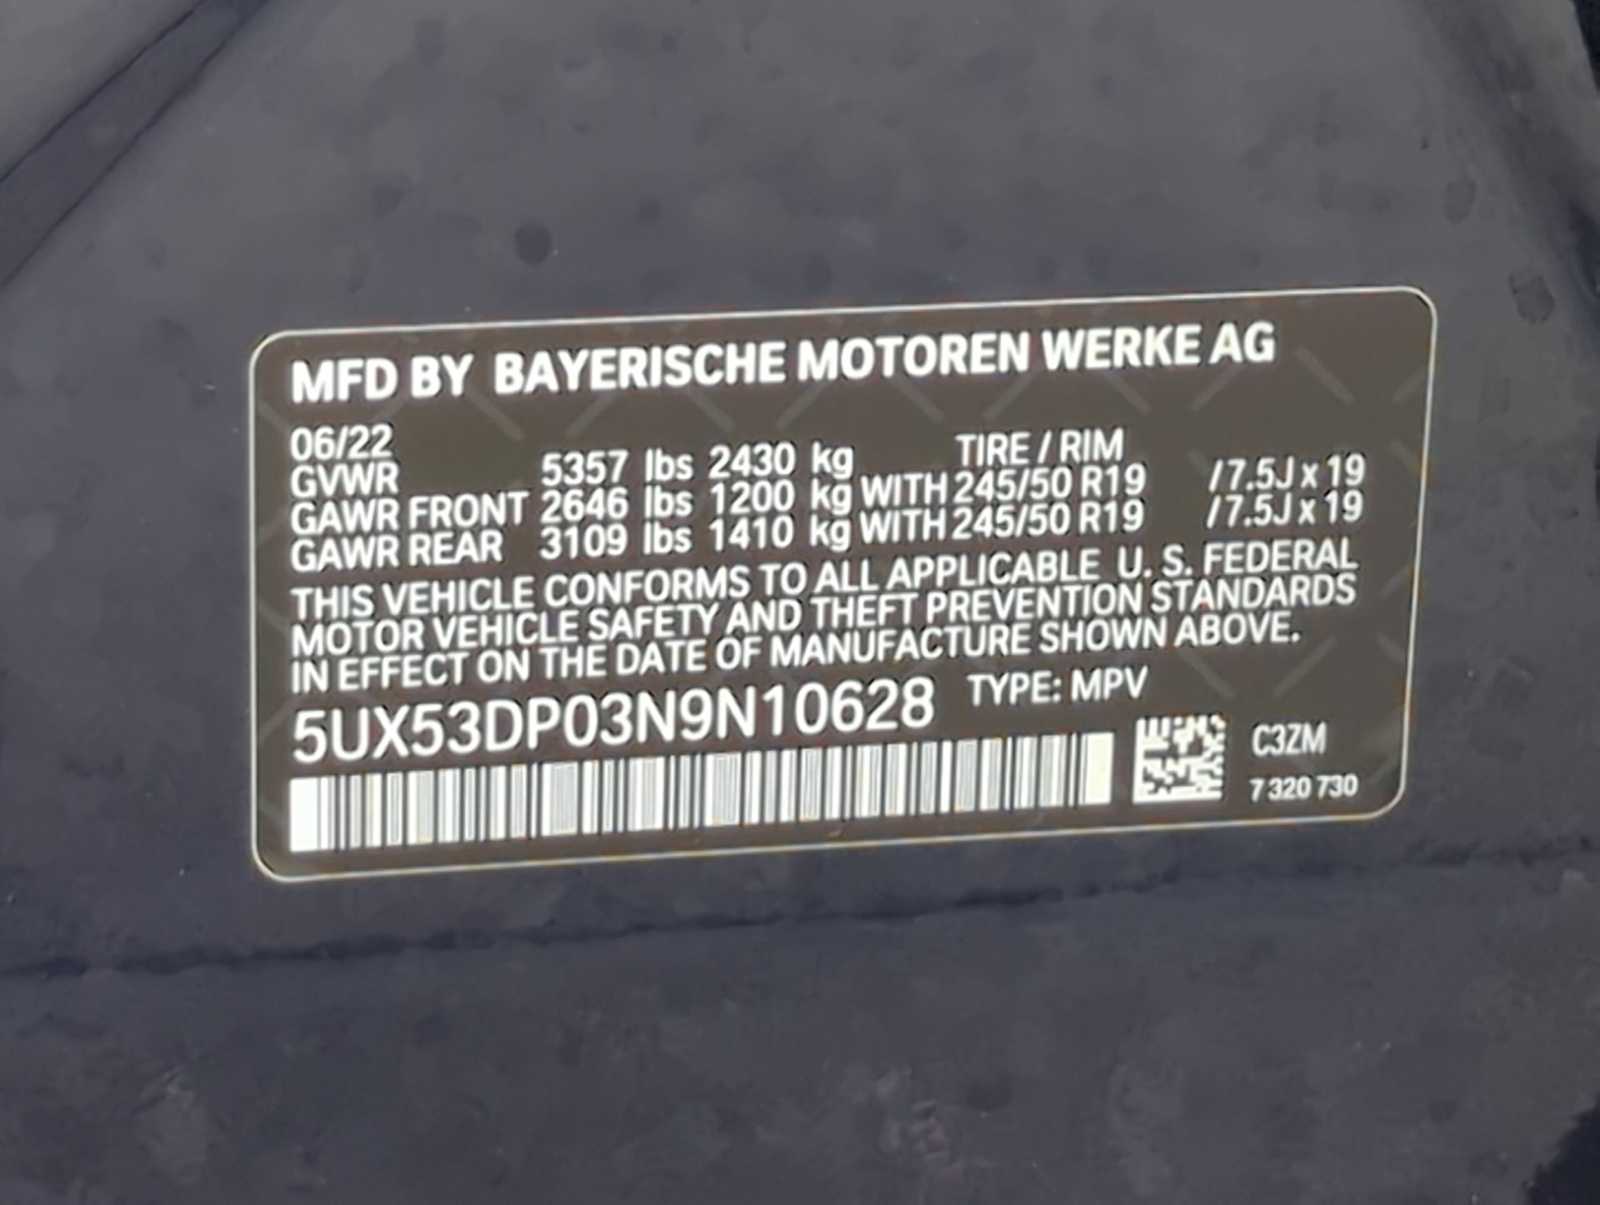 MFD BY BAYERISCHE MOTOREN WERKE AG
06/22 TIRE / RIM
GVWR 5357 lbs 2430 kg
GAWR FRONT 2646 lbs 1200 kg WITH 245/50 R19 /7.5J x 19
GAWR REAR 3109 lbs 1410 kg WITH 245/50 R19 /7.5J x 19
THIS VEHICLE CONFORMS TO ALL APPLICABLE U. S. FEDERAL
MOTOR VEHICLE SAFETY AND THEFT PREVENTION STANDARDS
IN EFFECT ON THE DATE OF MANUFACTURE SHOWN ABOVE.
5UX53DP03N9N10628 TYPE: MPV
C3ZM
7 320 730